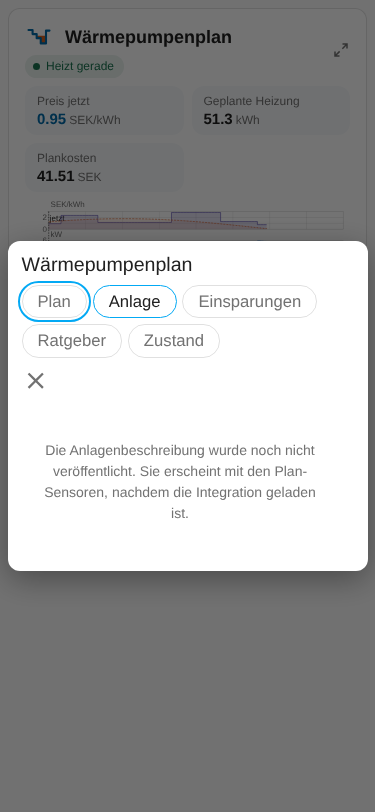 Wärmepumpenplan
Heizt gerade
Preis jetzt
0.95 SEK/kWh
Geplante Heizung
51.3 kWh
Plankosten
41.51 SEK
SEK/kWh
2
jetzt
0
kW
Wärmepumpenplan
Plan
Anlage
Einsparungen
Ratgeber
Zustand
Die Anlagenbeschreibung wurde noch nicht
veröffentlicht. Sie erscheint mit den Plan-
Sensoren, nachdem die Integration geladen
ist.